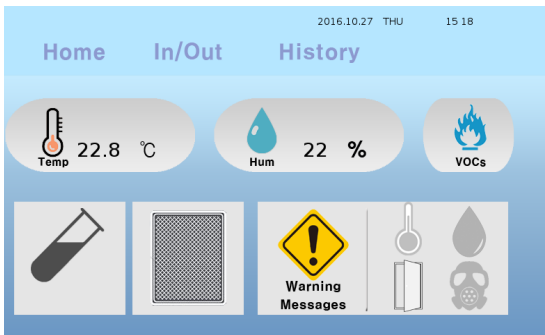 2016.10.27 THU 15 18
Home In/Out History
Temp 22.8 ℃
Hum 22 %
VOCs
Warning
Messages